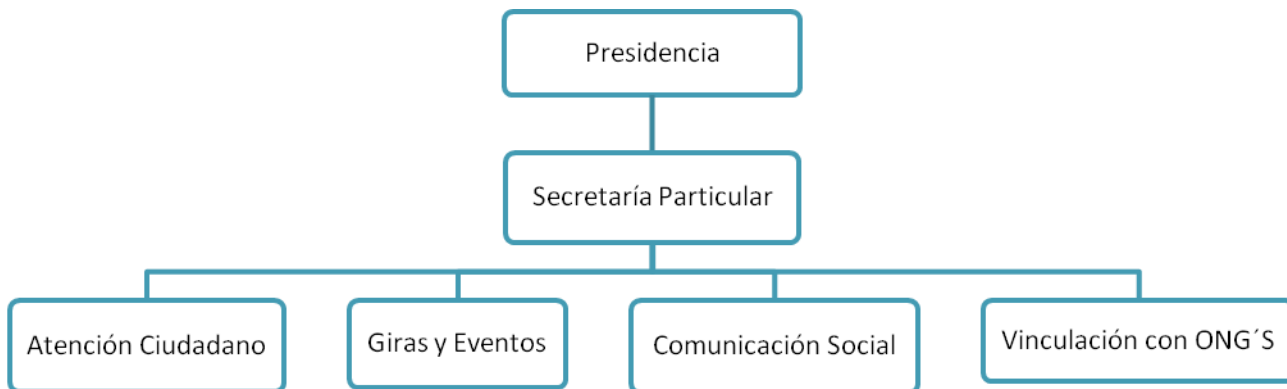 Presidencia
Secretaría Particular
Atención Ciudadano
Giras y Eventos
Comunicación Social
Vinculación con ONG´S